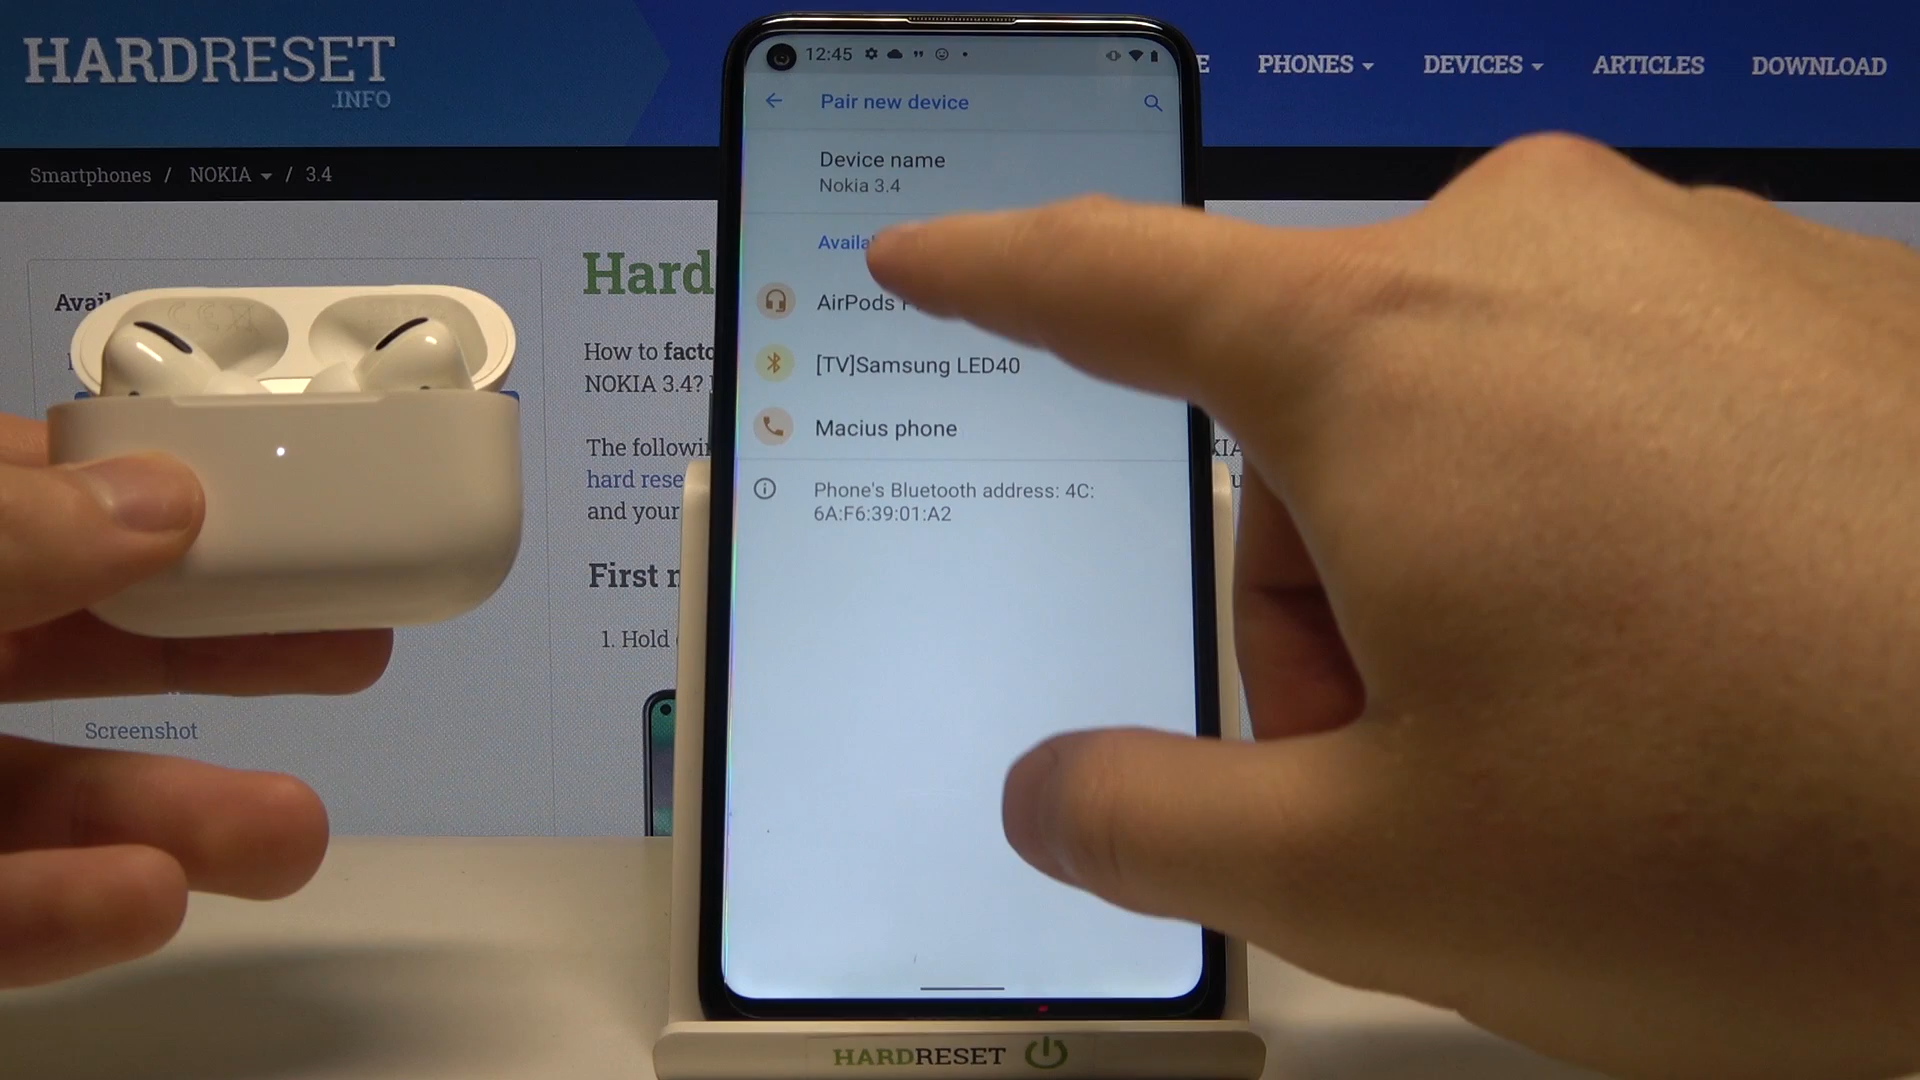 HARDRESET
.INFO
PHONES
DEVICES
ARTICLES
DOWNLOAD
Smartphones / NOKIA / 3.4
12:45
Pair new device
Device name
Nokia 3.4
AirPods
[TV]Samsung LED40
Macius phone
Phone's Bluetooth address: 4C:
6A:F6:39:01:A2
Hard
How to
NOKIA 3.4?
The
hard
and your
First
1. Hold
Screenshot
HARDRESET